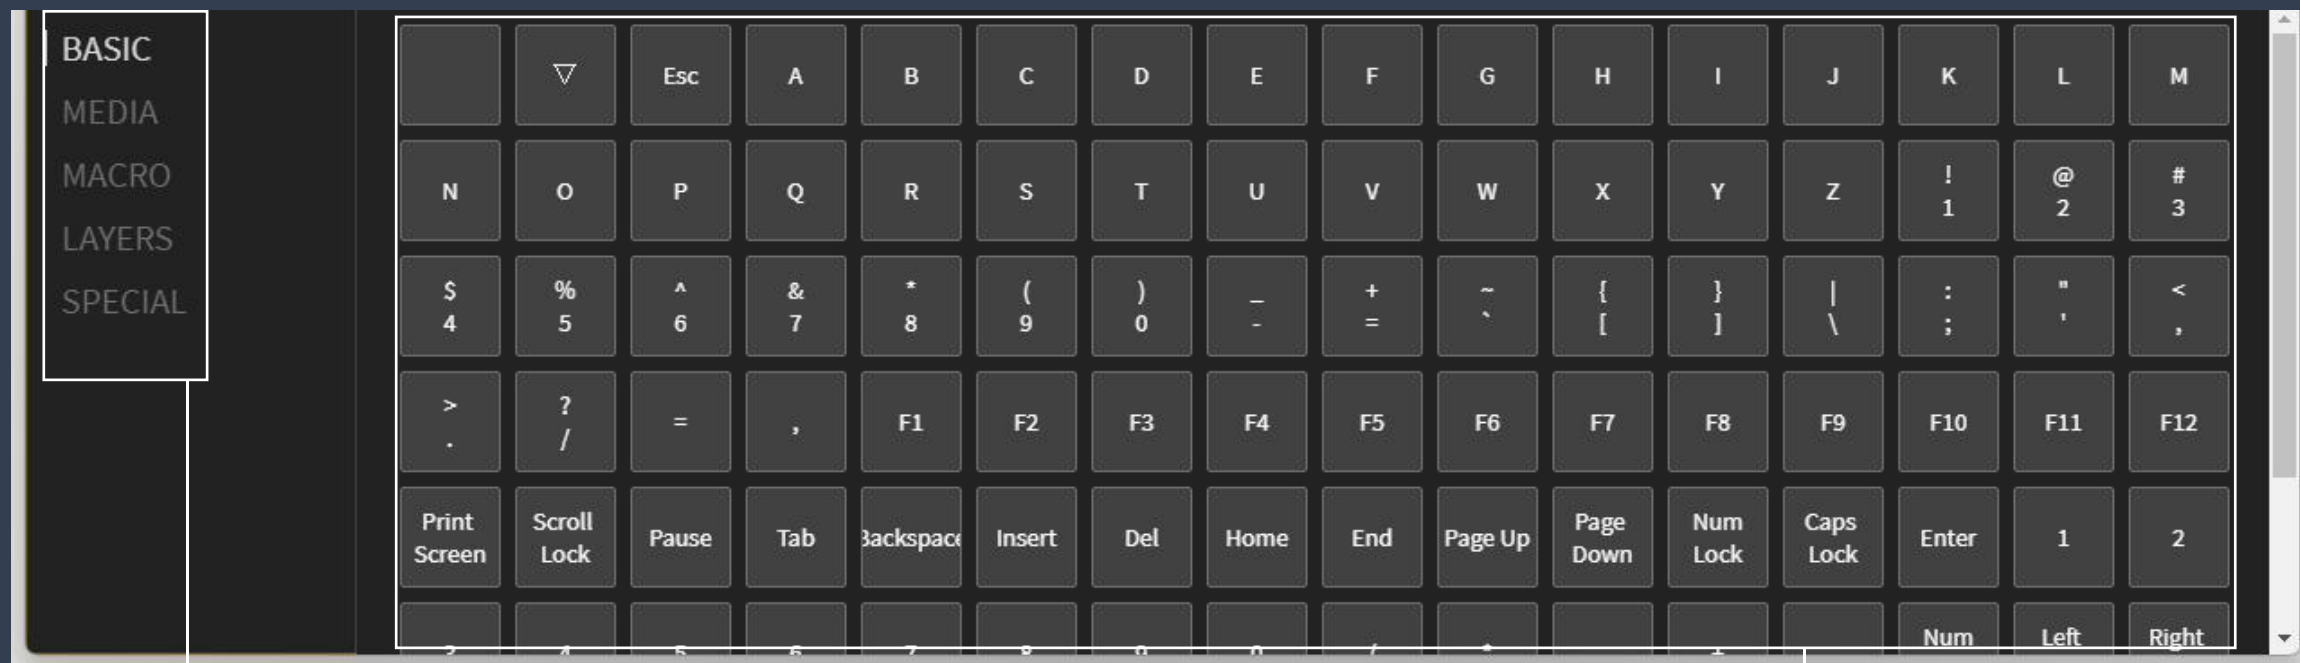 BASIC
MEDIA
MACRO
LAYERS
SPECIAL
▽ Esc A B C D E F G H I J K L M
N O P Q R S T U V W X Y Z ! @ #
1 2 3
$ % ^ & * ( ) _ + ~ { } | : " <
4 5 6 7 8 9 0 - = ` [ ] \ ; ' ,
> ?
. / = , F1 F2 F3 F4 F5 F6 F7 F8 F9 F10 F11 F12
Print Scroll Page Num Caps
Screen Lock Pause Tab Backspace Insert Del Home End Page Up Down Lock Lock Enter 1 2
Num Left Right